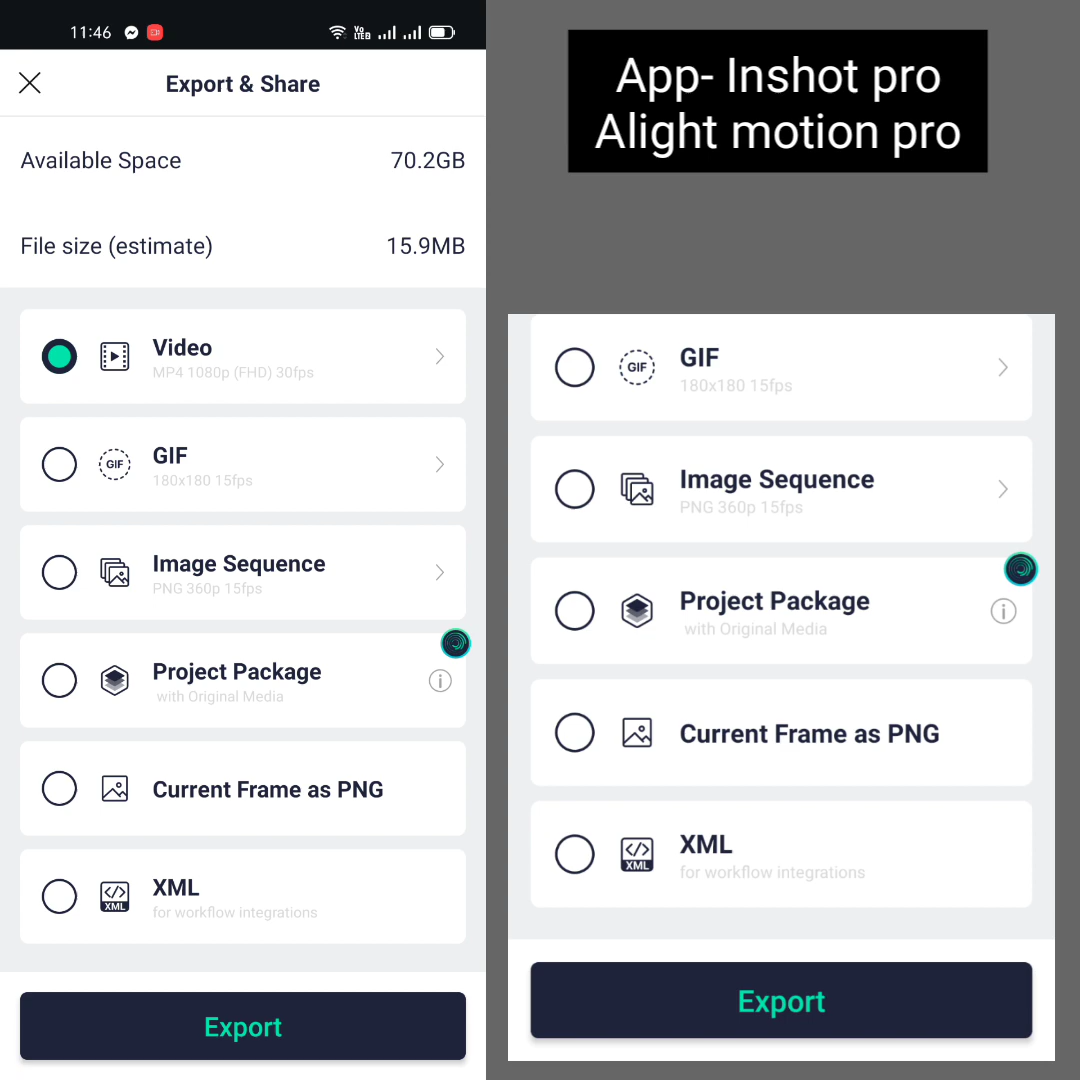 11:46
Vo
LTE2
Export & Share
Available Space 70.2GB
File size (estimate) 15.9MB
Video
MP4 1080p (FHD) 30fps
GIF
GIF
180x180 15fps
Image Sequence
PNG 360p 15fps
Project Package
with Original Media
Current Frame as PNG
XML
XML
for workflow integrations
Export
App- Inshot pro
Alight motion pro
GIF
GIF
180x180 15fps
Image Sequence
PNG 360p 15fps
Project Package
with Original Media
Current Frame as PNG
XML
XML
for workflow integrations
Export